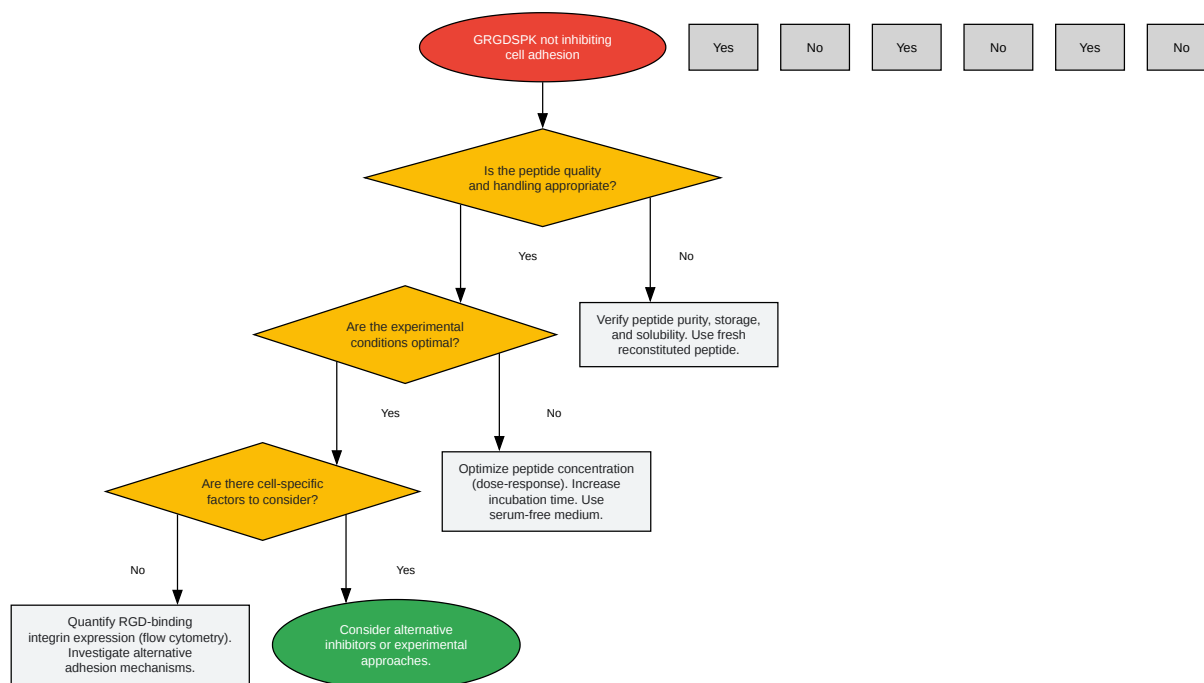 GRGDSPK not inhibiting
cell adhesion
Yes
No
Yes
No
Yes
No
Is the peptide quality
and handling appropriate?
Yes
No
Are the experimental
conditions optimal?
Verify peptide purity, storage,
and solubility. Use fresh
reconstituted peptide.
Yes
No
Are there cell-specific
factors to consider?
Optimize peptide concentration
(dose-response). Increase
incubation time. Use
serum-free medium.
No
Yes
Quantify RGD-binding
integrin expression (flow cytometry).
Investigate alternative
adhesion mechanisms.
Consider alternative
inhibitors or experimental
approaches.